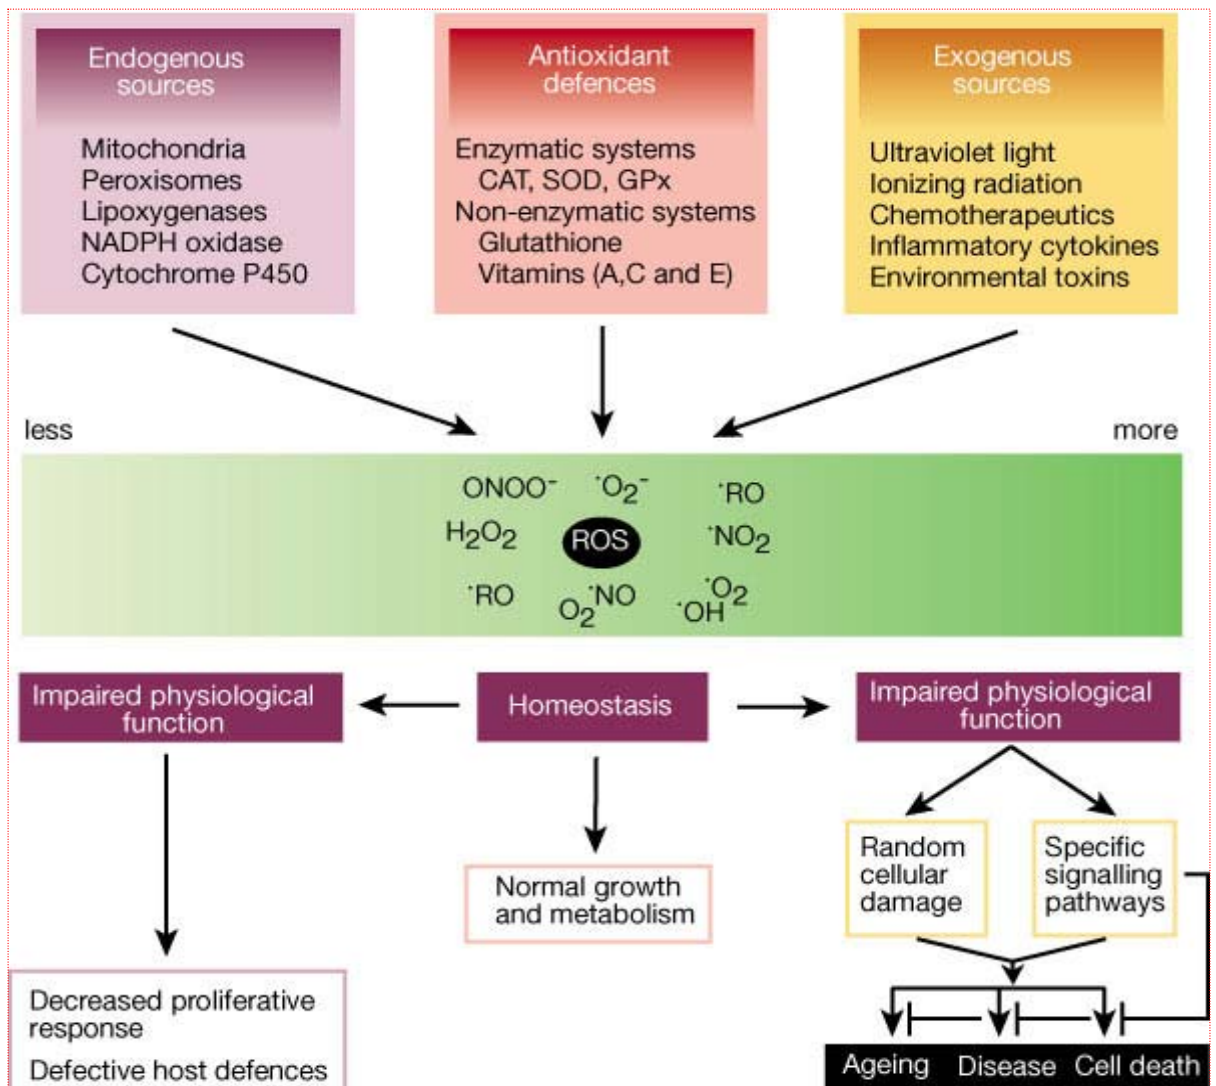 Endogenous
sources
Mitochondria
Peroxisomes
Lipoxygenases
NADPH oxidase
Cytochrome P450
Antioxidant
defences
Enzymatic systems
CAT, SOD, GPx
Non-enzymatic systems
Glutathione
Vitamins (A,C and E)
Exogenous
sources
Ultraviolet light
Ionizing radiation
Chemotherapeutics
Inflammatory cytokines
Environmental toxins
less
more
ONOO⁻ ˙O₂⁻ ˙RO
H₂O₂ ROS ˙NO₂
˙RO O₂ ˙NO ˙OH ˙O₂
Impaired physiological
function
Homeostasis
Impaired physiological
function
Normal growth
and metabolism
Random
cellular
damage
Specific
signalling
pathways
Decreased proliferative
response
Defective host defences
Ageing Disease Cell death